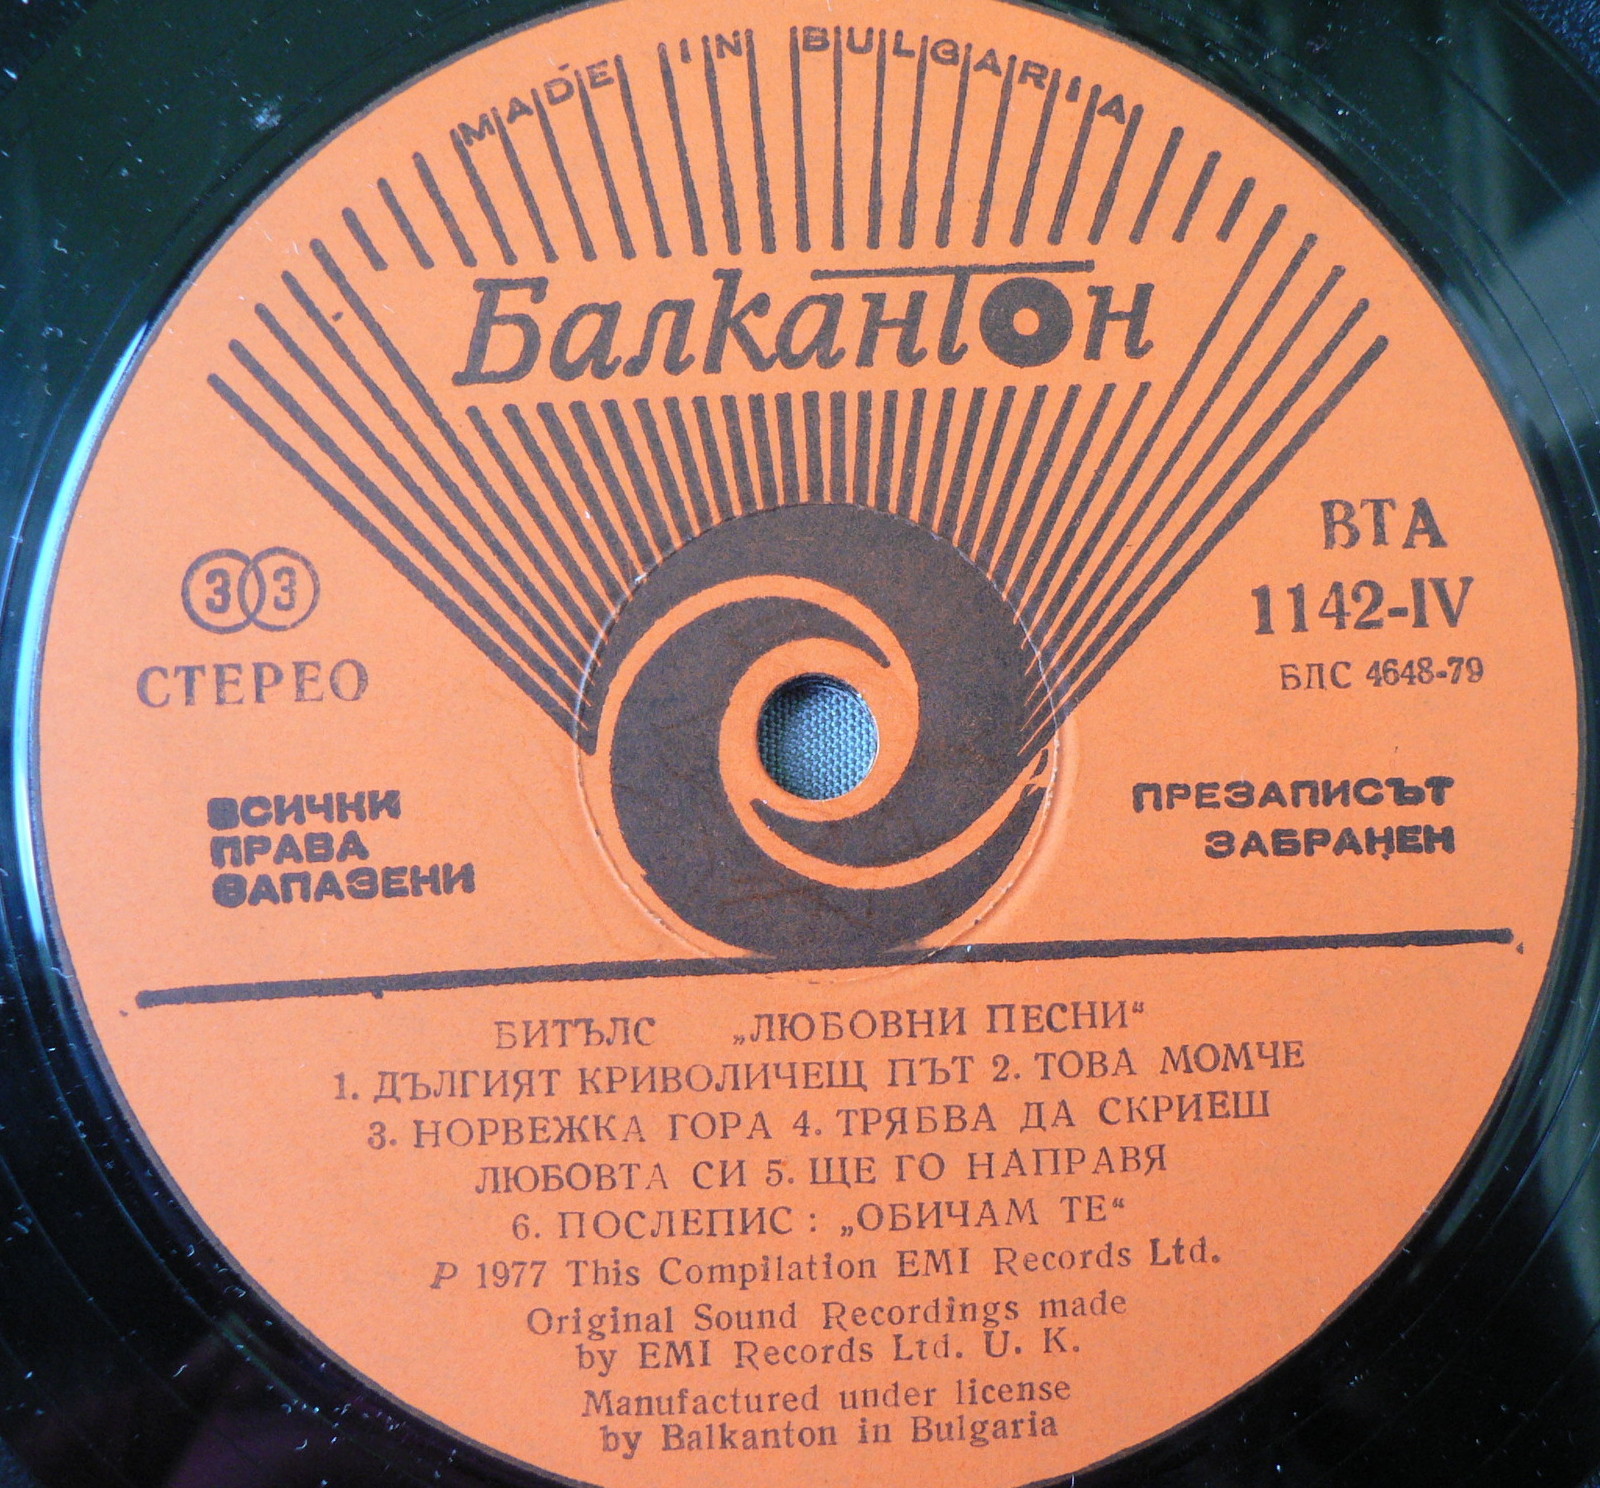 MADE IN BULGARIA
Балкантон
33
СТЕРЕО
ВТА
1142-IV
БДС 4648-79
ВСИЧКИ
ПРАВА
ЗАПАЗЕНИ
ПРЕЗАПИСЪТ
ЗАБРАНЕН
БИТЪЛС „ЛЮБОВНИ ПЕСНИ“
1. ДЪЛГИЯТ КРИВОЛИЧЕЩ ПЪТ 2. ТОВА МОМЧЕ
3. НОРВЕЖКА ГОРА 4. ТРЯБВА ДА СКРИЕШ
ЛЮБОВТА СИ 5. ЩЕ ГО НАПРАВЯ
6. ПОСЛЕПИС : „ОБИЧАМ ТЕ“
P 1977 This Compilation EMI Records Ltd.
Original Sound Recordings made
by EMI Records Ltd. U. K.
Manufactured under license
by Balkanton in Bulgaria